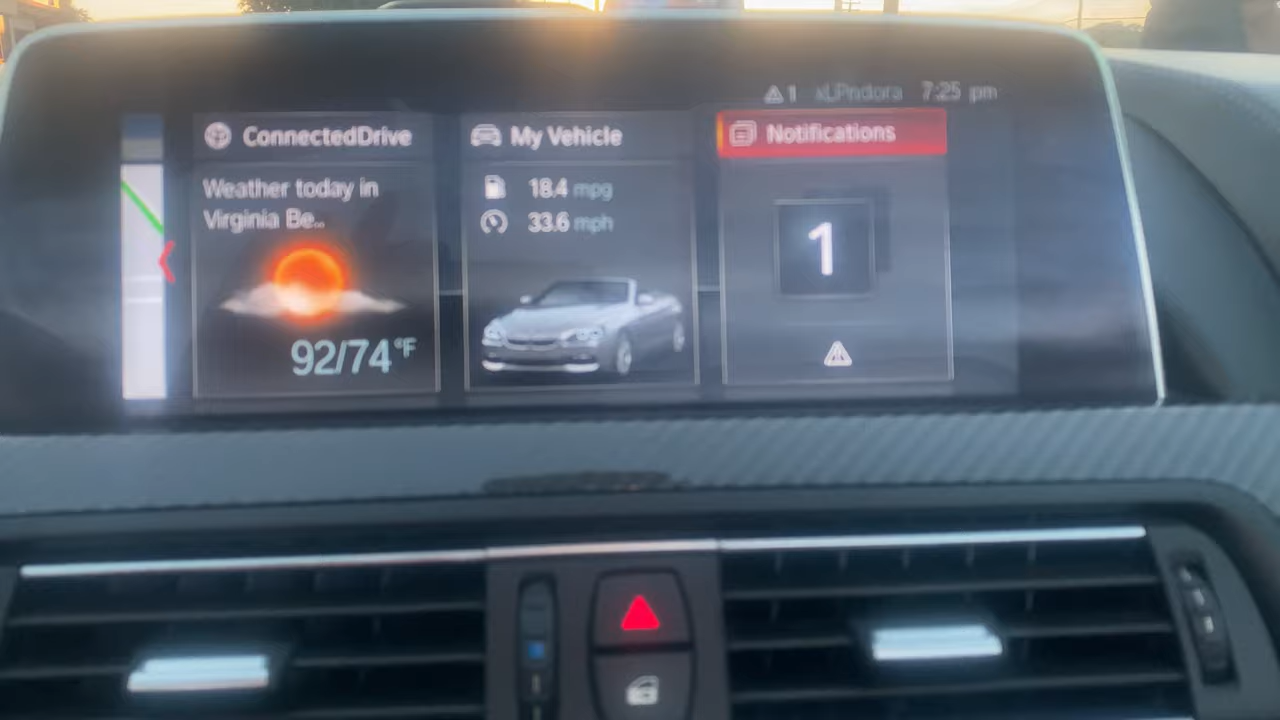 1 7:25 pm
ConnectedDrive
Weather today in
Virginia Be..
92/74°F
My Vehicle
18.4 mpg
33.6 mph
Notifications
1